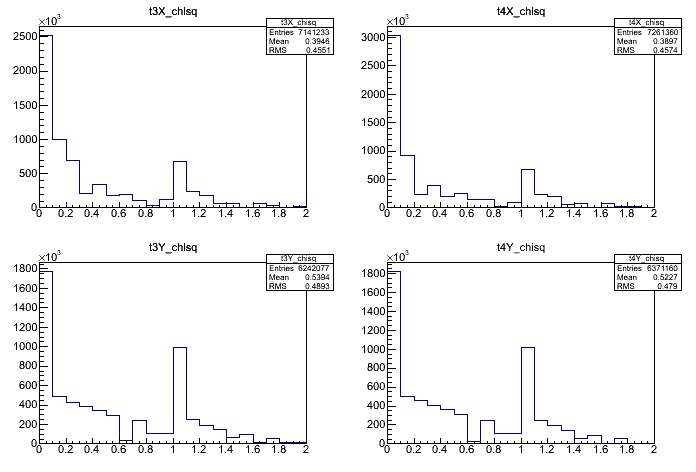 t3X_chisq
×10³
t3X_chisq
Entries 7141233
Mean 0.3946
RMS 0.4551
2500
2000
1500
1000
500
0
0 0.2 0.4 0.6 0.8 1 1.2 1.4 1.6 1.8 2
t4X_chisq
×10³
t4X_chisq
Entries 7261360
Mean 0.3897
RMS 0.4574
3000
2500
2000
1500
1000
500
0
0 0.2 0.4 0.6 0.8 1 1.2 1.4 1.6 1.8 2
t3Y_chisq
×10³
t3Y_chisq
Entries 6242077
Mean 0.5394
RMS 0.4893
1800
1600
1400
1200
1000
800
600
400
200
0
0 0.2 0.4 0.6 0.8 1 1.2 1.4 1.6 1.8 2
t4Y_chisq
×10³
t4Y_chisq
Entries 6371160
Mean 0.5227
RMS 0.479
1800
1600
1400
1200
1000
800
600
400
200
0
0 0.2 0.4 0.6 0.8 1 1.2 1.4 1.6 1.8 2